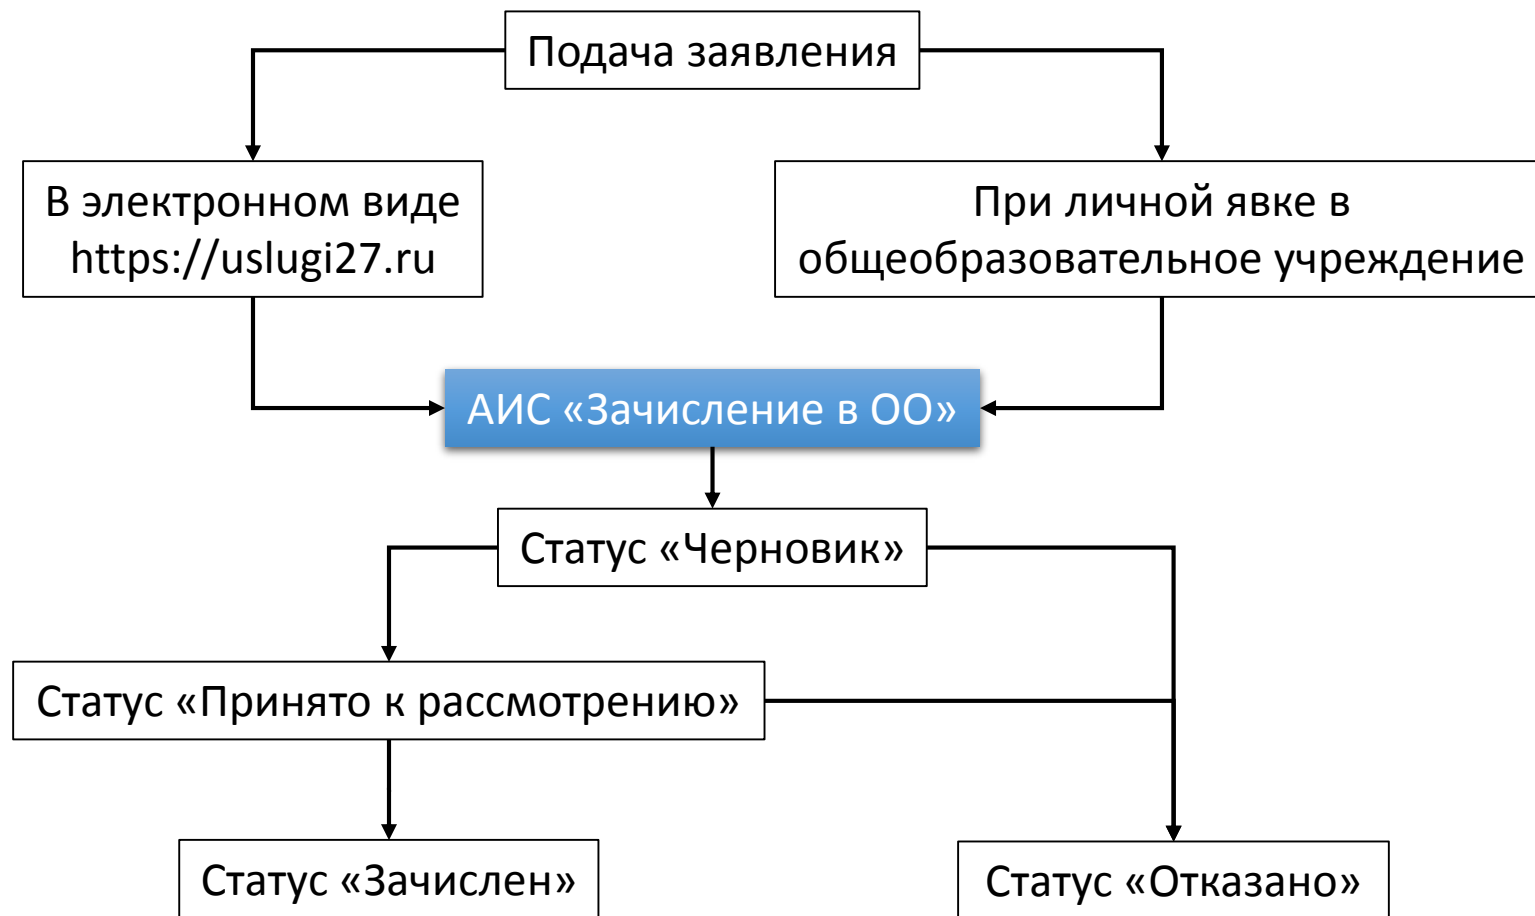 Подача заявления
В электронном виде
https://uslugi27.ru
При личной явке в
общеобразовательное учреждение
АИС «Зачисление в ОО»
Статус «Черновик»
Статус «Принято к рассмотрению»
Статус «Зачислен»
Статус «Отказано»